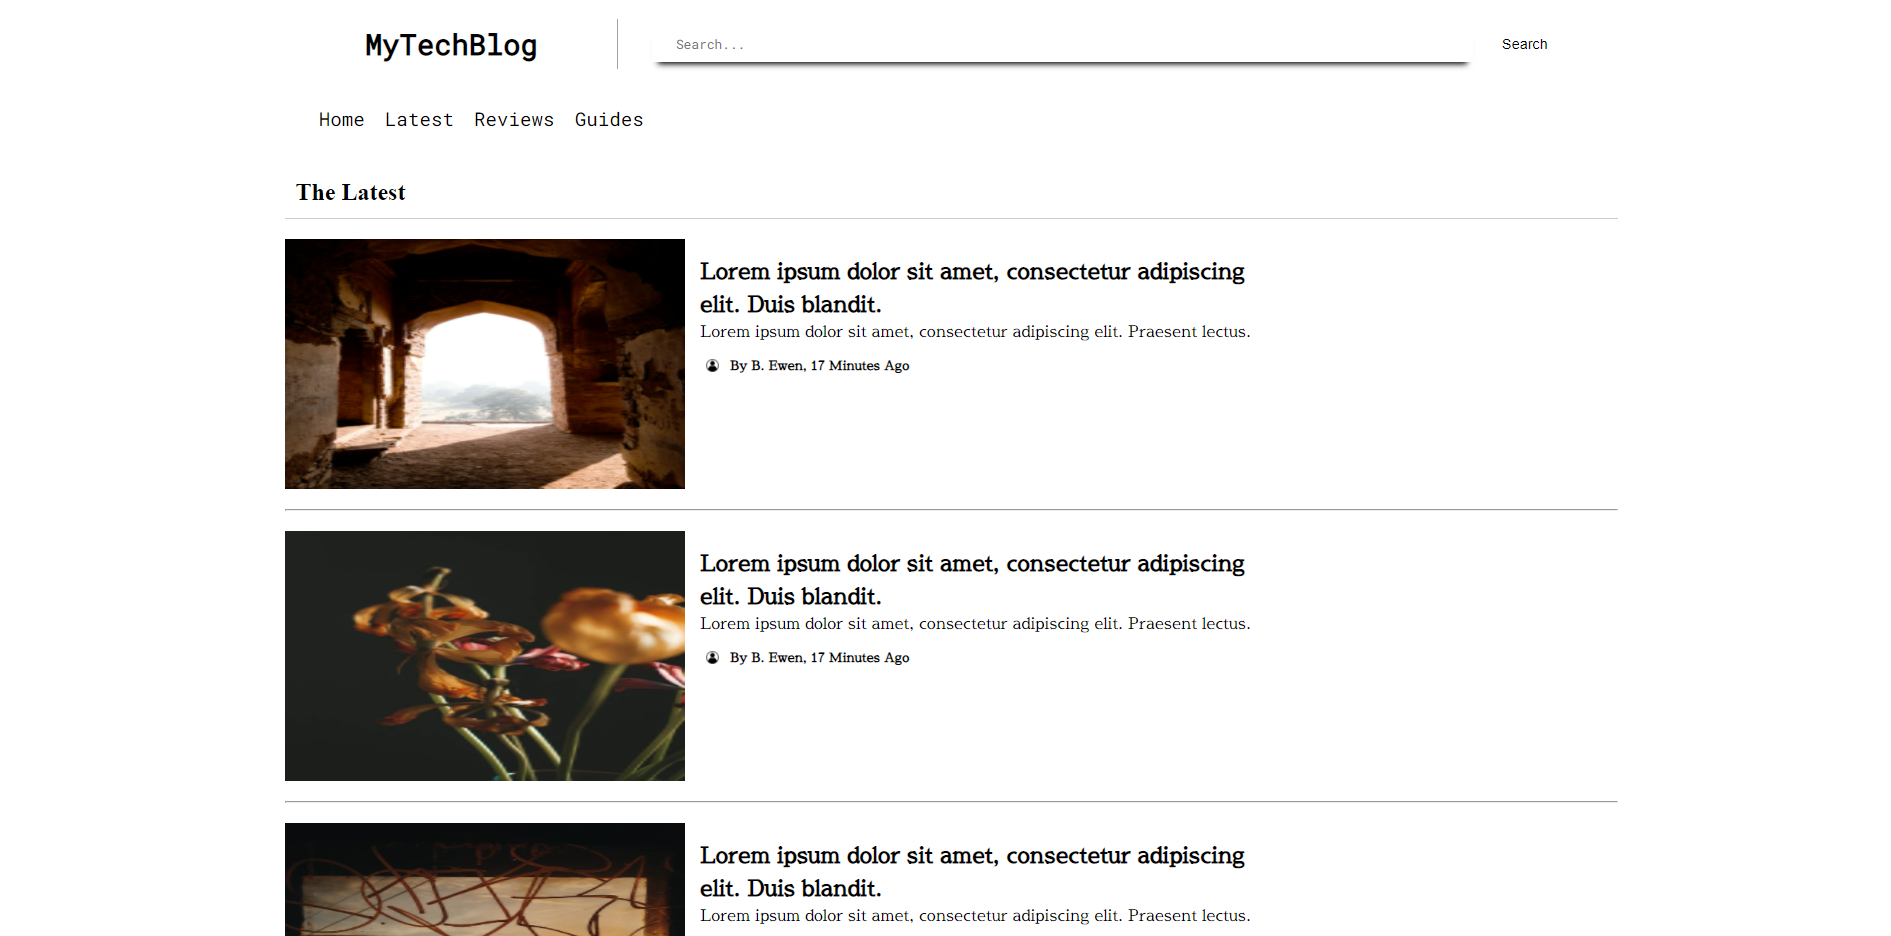 MyTechBlog
Search...
Search
Home Latest Reviews Guides
The Latest
Lorem ipsum dolor sit amet, consectetur adipiscing
elit. Duis blandit.
Lorem ipsum dolor sit amet, consectetur adipiscing elit. Praesent lectus.
By B. Ewen, 17 Minutes Ago
Lorem ipsum dolor sit amet, consectetur adipiscing
elit. Duis blandit.
Lorem ipsum dolor sit amet, consectetur adipiscing elit. Praesent lectus.
By B. Ewen, 17 Minutes Ago
Lorem ipsum dolor sit amet, consectetur adipiscing
elit. Duis blandit.
Lorem ipsum dolor sit amet, consectetur adipiscing elit. Praesent lectus.